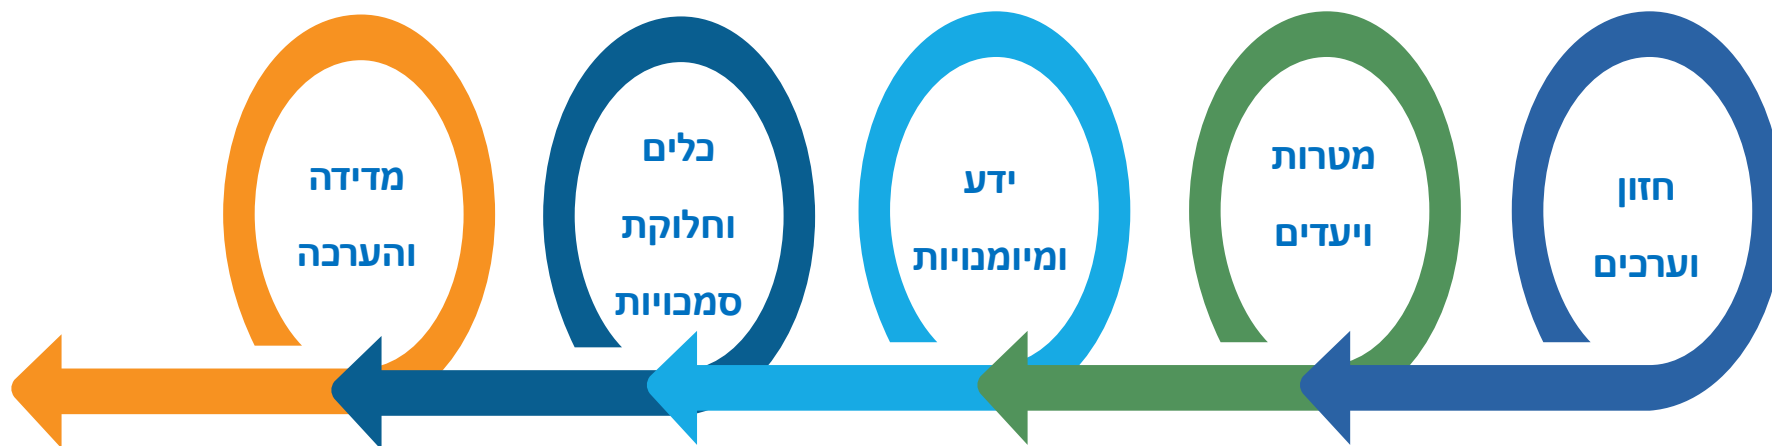 חזון
וערכים
מטרות
ויעדים
ידע
ומיומנויות
כלים
וחלוקת
סמכויות
מדידה
והערכה